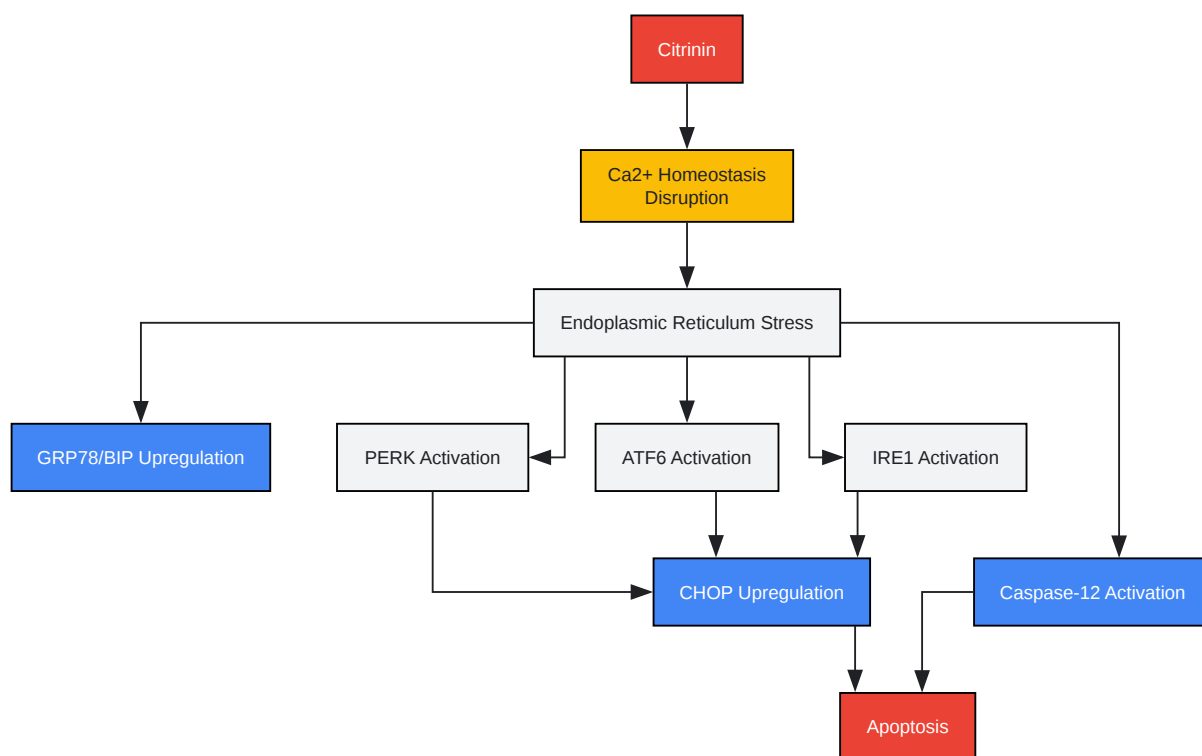 Citrinin
Ca2+ Homeostasis
Disruption
Endoplasmic Reticulum Stress
GRP78/BIP Upregulation
PERK Activation
ATF6 Activation
IRE1 Activation
CHOP Upregulation
Caspase-12 Activation
Apoptosis